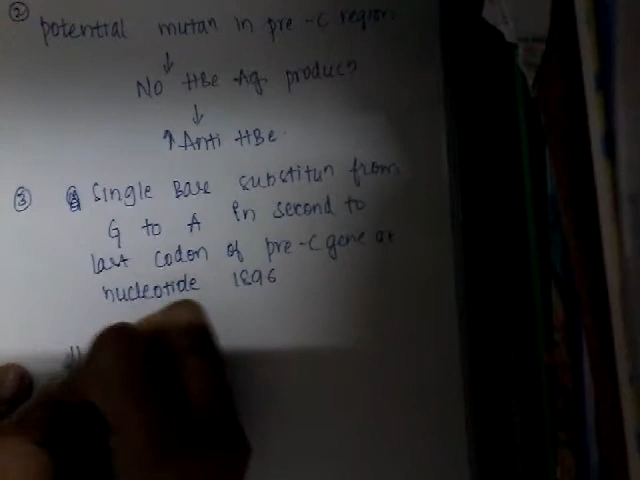 ② potential mutan in pre-C region.
↓
No HBe Ag produc
↓
↑ Anti HBe
③ Single Base substitun from
G to A in second to
last codon of pre-C gene at
nucleotide 1896